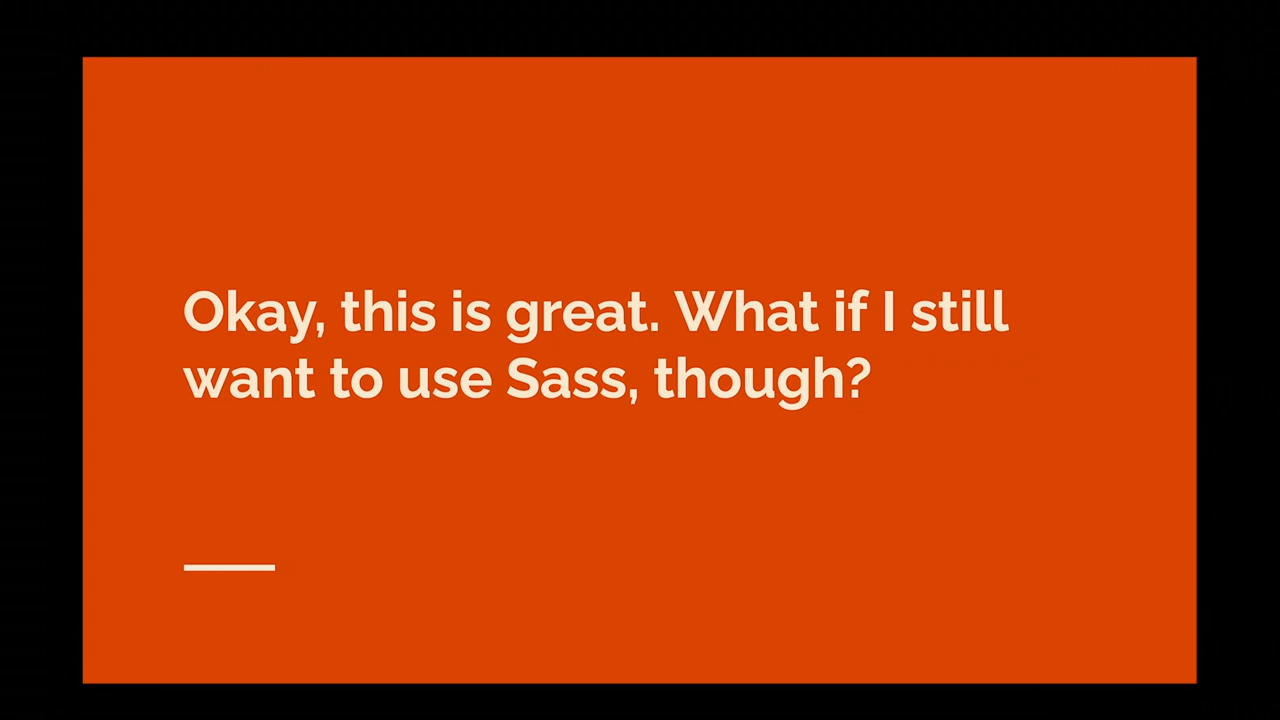 Okay, this is great. What if I still
want to use Sass, though?